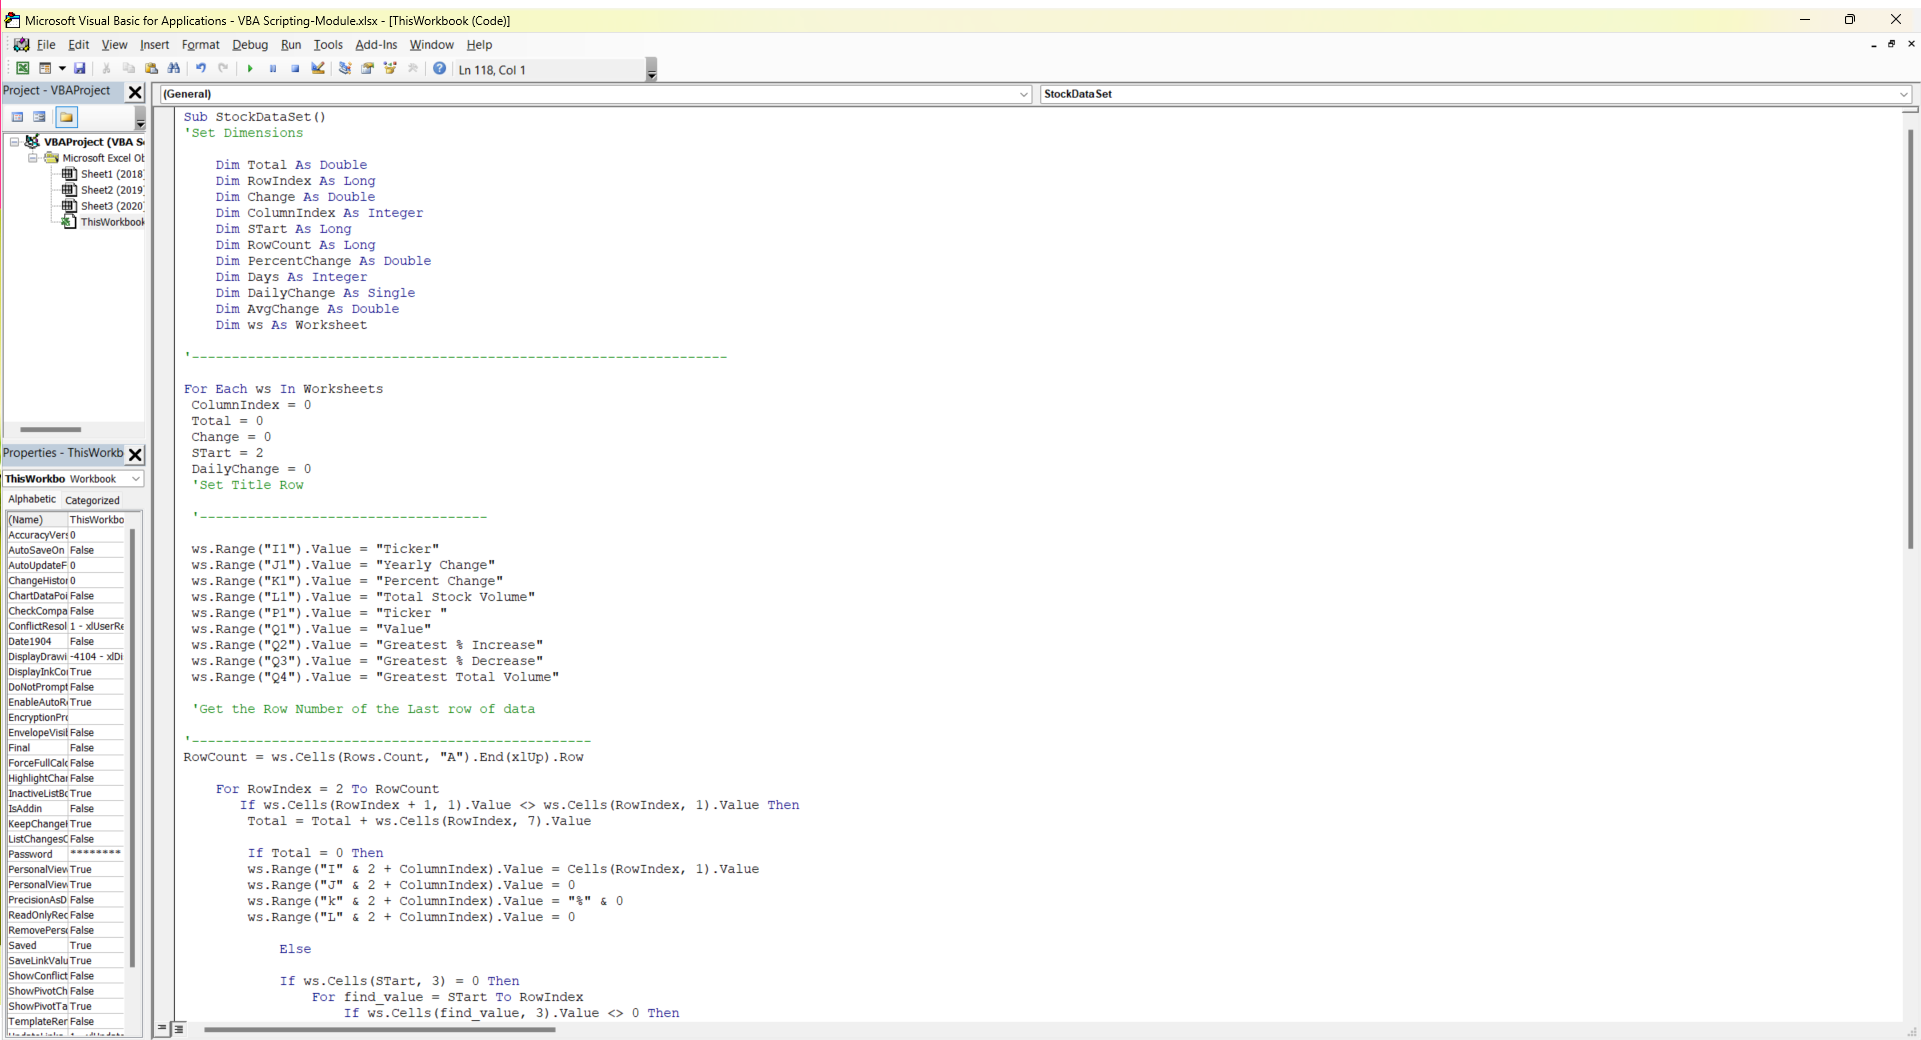 Microsoft Visual Basic for Applications - VBA Scripting-Module.xlsx - [ThisWorkbook (Code)]
File Edit View Insert Format Debug Run Tools Add-Ins Window Help
Ln 118, Col 1
Project - VBAProject
(General)
StockDataSet
VBAProject (VBA S
Microsoft Excel Ob
Sheet1 (2018
Sheet2 (2019
Sheet3 (2020
ThisWorkbook
Properties - ThisWorkb
ThisWorkbo Workbook
Alphabetic Categorized
(Name) ThisWorkbo
AccuracyVers 0
AutoSaveOn False
AutoUpdateF 0
ChangeHistor 0
ChartDataPoi False
CheckCompa False
ConflictResol 1 - xlUserRe
Date1904 False
DisplayDrawi -4104 - xlDi
DisplayInkCo True
DoNotPrompt False
EnableAutoR True
EncryptionPr
EnvelopeVisi False
Final False
ForceFullCalc False
HighlightChar False
InactiveListB True
IsAddin False
KeepChangeH True
ListChangesO False
Password ********
PersonalView True
PersonalView True
PrecisionAsD False
ReadOnlyRec False
RemovePerso False
Saved True
SaveLinkValu True
ShowConflict False
ShowPivotCh False
ShowPivotTa True
TemplateRem False
Sub StockDataSet()
'Set Dimensions
Dim Total As Double
Dim RowIndex As Long
Dim Change As Double
Dim ColumnIndex As Integer
Dim STart As Long
Dim RowCount As Long
Dim PercentChange As Double
Dim Days As Integer
Dim DailyChange As Single
Dim AvgChange As Double
Dim ws As Worksheet
'-------------------------------------------------------------------
For Each ws In Worksheets
ColumnIndex = 0
Total = 0
Change = 0
STart = 2
DailyChange = 0
'Set Title Row
'------------------------------------
ws.Range("I1").Value = "Ticker"
ws.Range("J1").Value = "Yearly Change"
ws.Range("K1").Value = "Percent Change"
ws.Range("L1").Value = "Total Stock Volume"
ws.Range("P1").Value = "Ticker "
ws.Range("Q1").Value = "Value"
ws.Range("Q2").Value = "Greatest % Increase"
ws.Range("Q3").Value = "Greatest % Decrease"
ws.Range("Q4").Value = "Greatest Total Volume"
'Get the Row Number of the Last row of data
'--------------------------------------------------
RowCount = ws.Cells(Rows.Count, "A").End(xlUp).Row
For RowIndex = 2 To RowCount
If ws.Cells(RowIndex + 1, 1).Value <> ws.Cells(RowIndex, 1).Value Then
Total = Total + ws.Cells(RowIndex, 7).Value
If Total = 0 Then
ws.Range("I" & 2 + ColumnIndex).Value = Cells(RowIndex, 1).Value
ws.Range("J" & 2 + ColumnIndex).Value = 0
ws.Range("k" & 2 + ColumnIndex).Value = "%" & 0
ws.Range("L" & 2 + ColumnIndex).Value = 0
Else
If ws.Cells(STart, 3) = 0 Then
For find_value = STart To RowIndex
If ws.Cells(find_value, 3).Value <> 0 Then